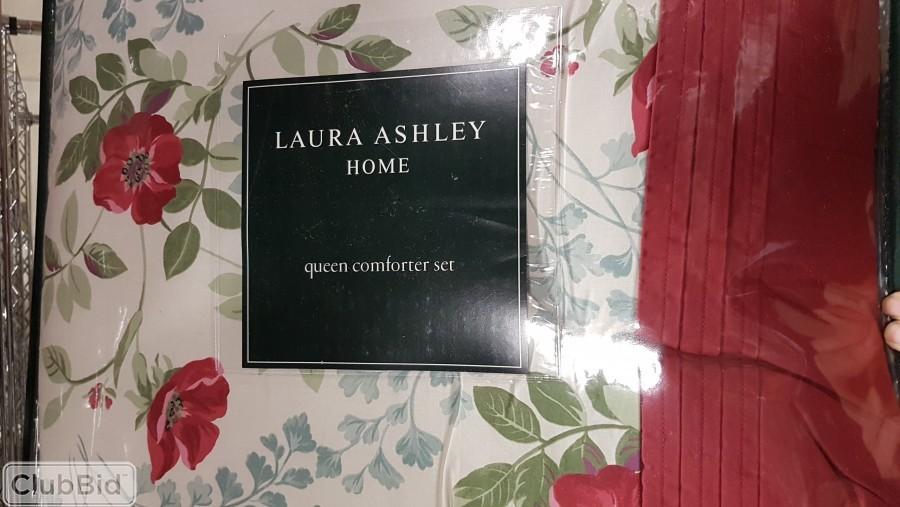 LAURA ASHLEY
HOME
queen comforter set
ClubBid